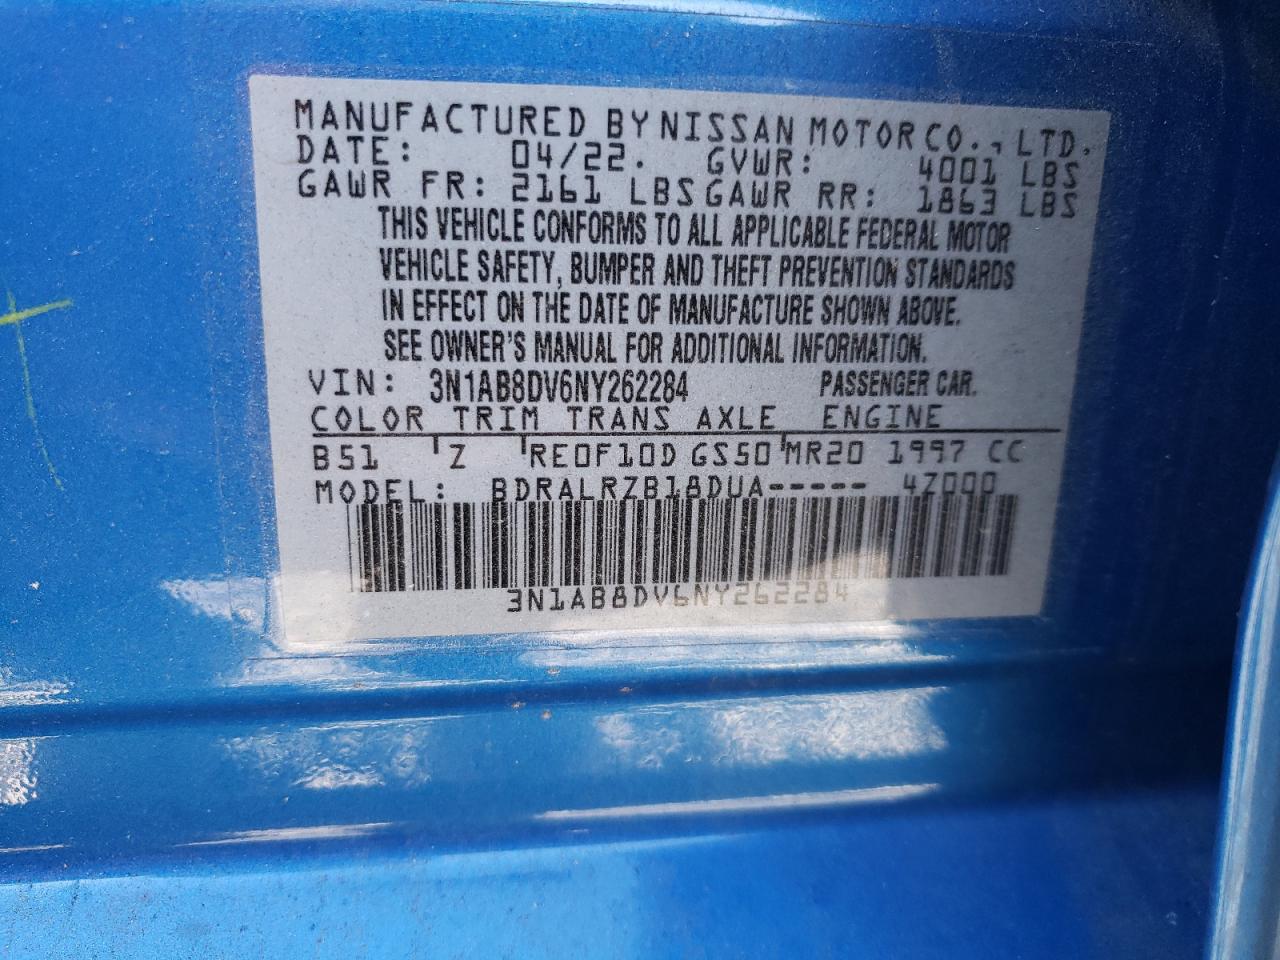 MANUFACTURED BY NISSAN MOTOR CO., LTD.
DATE: 04/22. GVWR: 4001 LBS
GAWR FR: 2161 LBS GAWR RR: 1863 LBS
THIS VEHICLE CONFORMS TO ALL APPLICABLE FEDERAL MOTOR
VEHICLE SAFETY, BUMPER AND THEFT PREVENTION STANDARDS
IN EFFECT ON THE DATE OF MANUFACTURE SHOWN ABOVE.
SEE OWNER'S MANUAL FOR ADDITIONAL INFORMATION.
VIN: 3N1AB8DV6NY262284 PASSENGER CAR.
COLOR TRIM TRANS AXLE ENGINE
B51 Z RE0F10D GS50 MR20 1997 CC
MODEL: BDRALRZB18DUA----- 4Z000
3N1AB8DV6NY262284